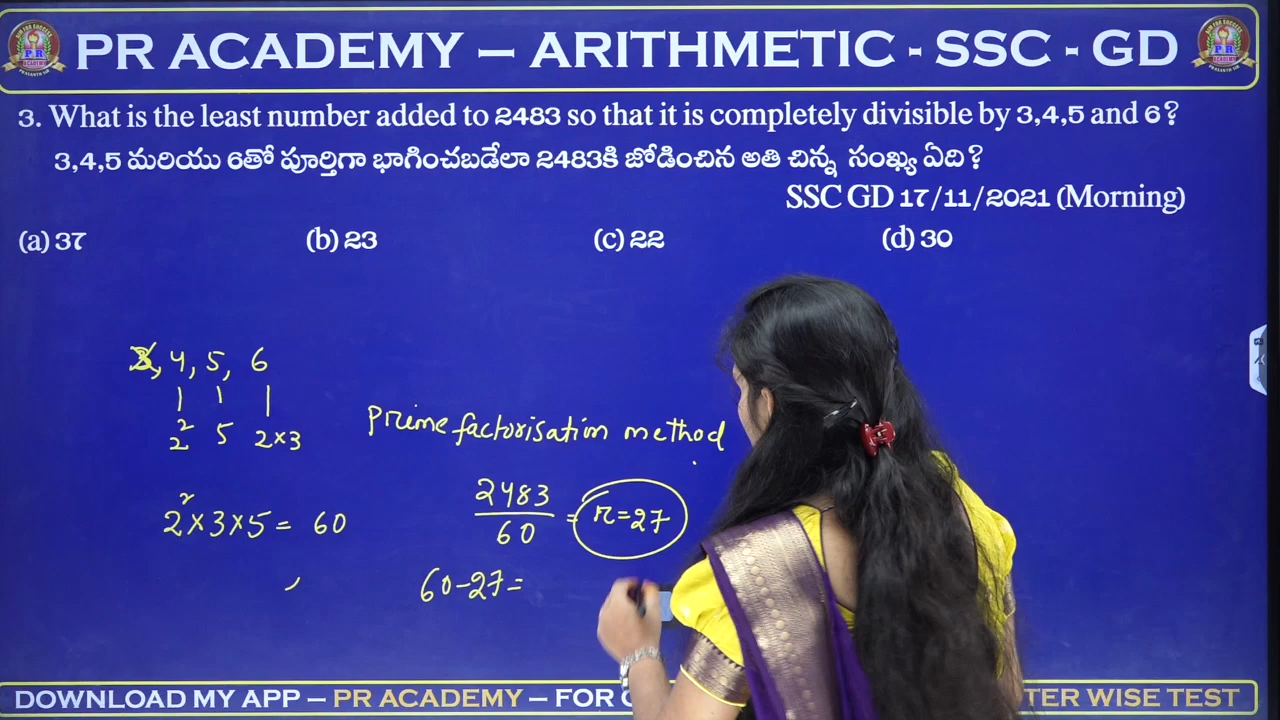 PR ACADEMY – ARITHMETIC - SSC - GD
3. What is the least number added to 2483 so that it is completely divisible by 3,4,5 and 6?
3,4,5 మరియు 6తో పూర్తిగా భాగించబడేలా 2483కి జోడించిన అతి చిన్న సంఖ్య ఏది?
SSC GD 17/11/2021 (Morning)
(a) 37 (b) 23 (c) 22 (d) 30
3, 4, 5, 6
2² 5 2×3
Prime factorisation method
2² × 3 × 5 = 60
2483/60 = r=27
60-27=
DOWNLOAD MY APP – PR ACADEMY – FOR TER WISE TEST